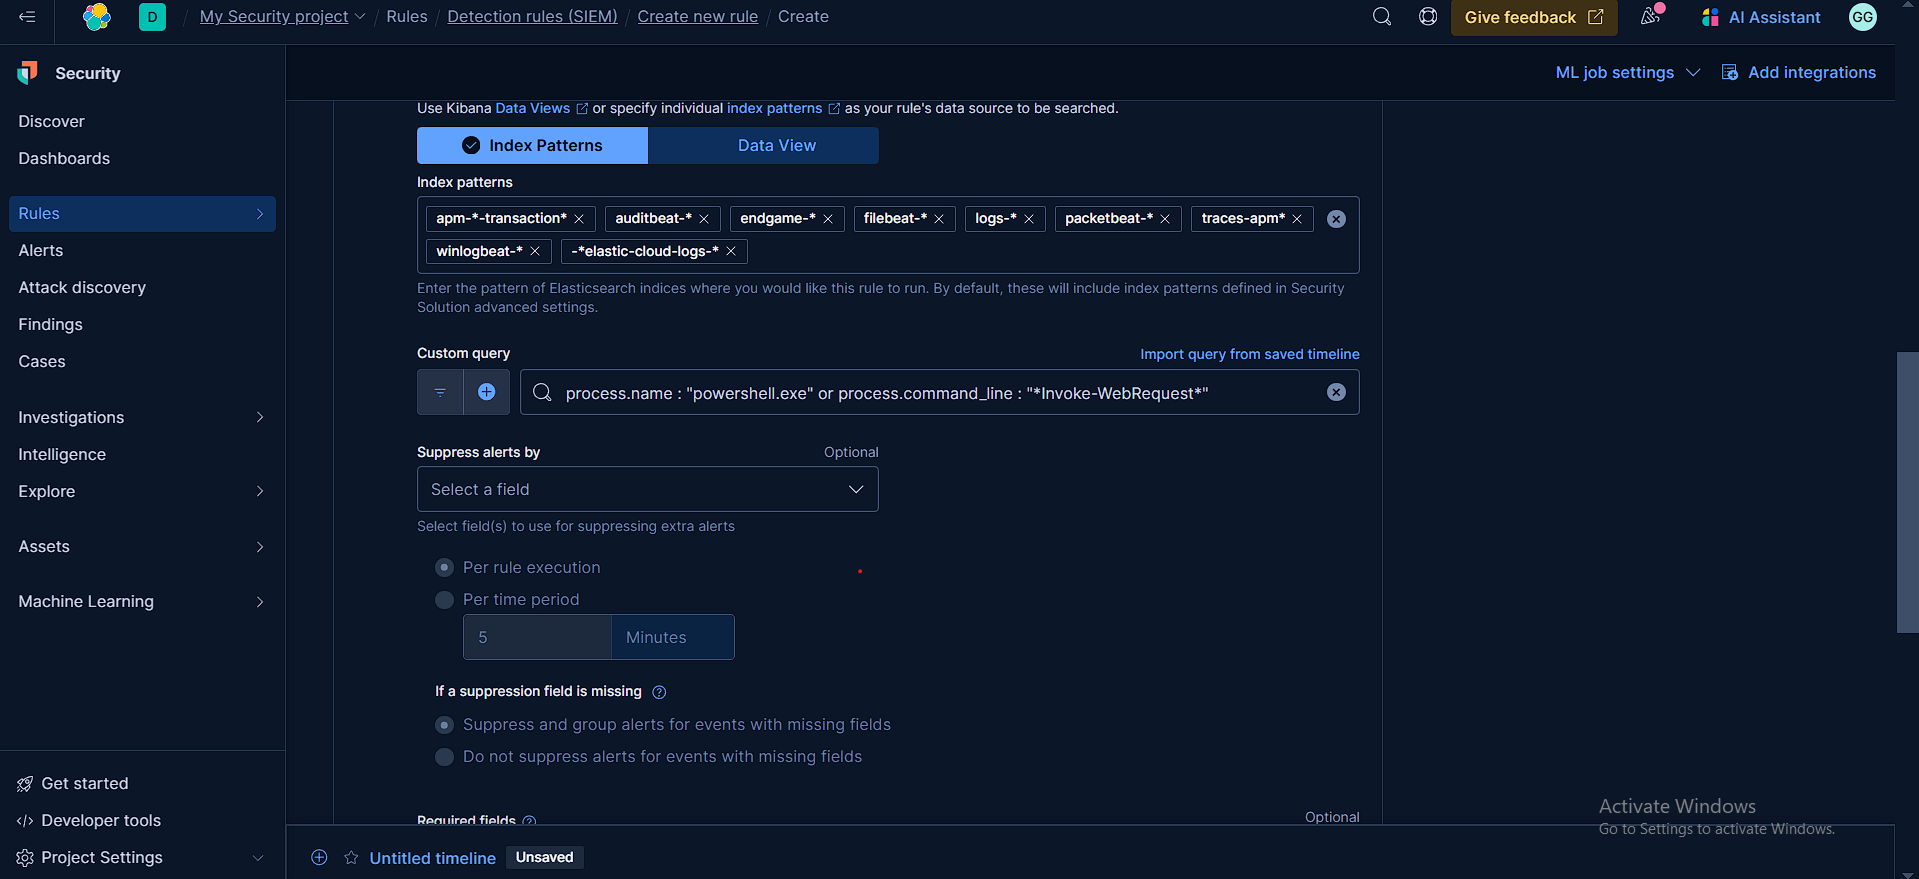 D / My Security project / Rules / Detection rules (SIEM) / Create new rule / Create Give feedback AI Assistant GG
Security
ML job settings Add integrations
Discover
Dashboards
Rules
Alerts
Attack discovery
Findings
Cases
Investigations
Intelligence
Explore
Assets
Machine Learning
Get started
</> Developer tools
Project Settings
Use Kibana Data Views or specify individual index patterns as your rule's data source to be searched.
Index Patterns Data View
Index patterns
apm-*-transaction* auditbeat-* endgame-* filebeat-* logs-* packetbeat-* traces-apm*
winlogbeat-* -*elastic-cloud-logs-*
Enter the pattern of Elasticsearch indices where you would like this rule to run. By default, these will include index patterns defined in Security
Solution advanced settings.
Custom query Import query from saved timeline
process.name : "powershell.exe" or process.command_line : "*Invoke-WebRequest*"
Suppress alerts by Optional
Select a field
Select field(s) to use for suppressing extra alerts
Per rule execution
Per time period
5 Minutes
If a suppression field is missing
Suppress and group alerts for events with missing fields
Do not suppress alerts for events with missing fields
Required fields Optional
Untitled timeline Unsaved
Activate Windows
Go to Settings to activate Windows.